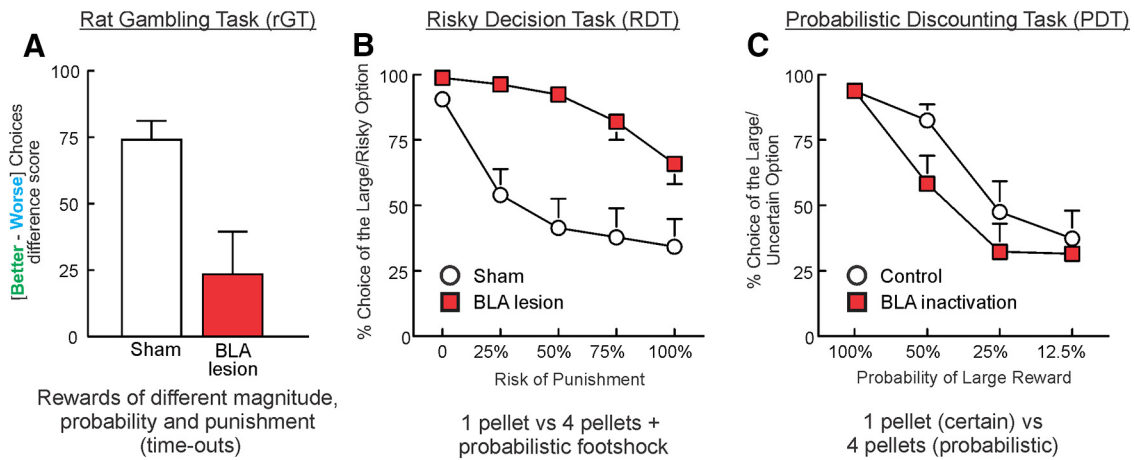 Rat Gambling Task (rGT)
A
[Better - Worse] Choices
difference score
100
75
50
25
0
Sham
BLA
lesion
Rewards of different magnitude,
probability and punishment
(time-outs)
Risky Decision Task (RDT)
B
% Choice of the Large/Risky Option
100
75
50
25
0
Sham
BLA lesion
0
25%
50%
75%
100%
Risk of Punishment
1 pellet vs 4 pellets +
probabilistic footshock
Probabilistic Discounting Task (PDT)
C
% Choice of the Large/
Uncertain Option
100
75
50
25
0
Control
BLA inactivation
100%
50%
25%
12.5%
Probability of Large Reward
1 pellet (certain) vs
4 pellets (probabilistic)